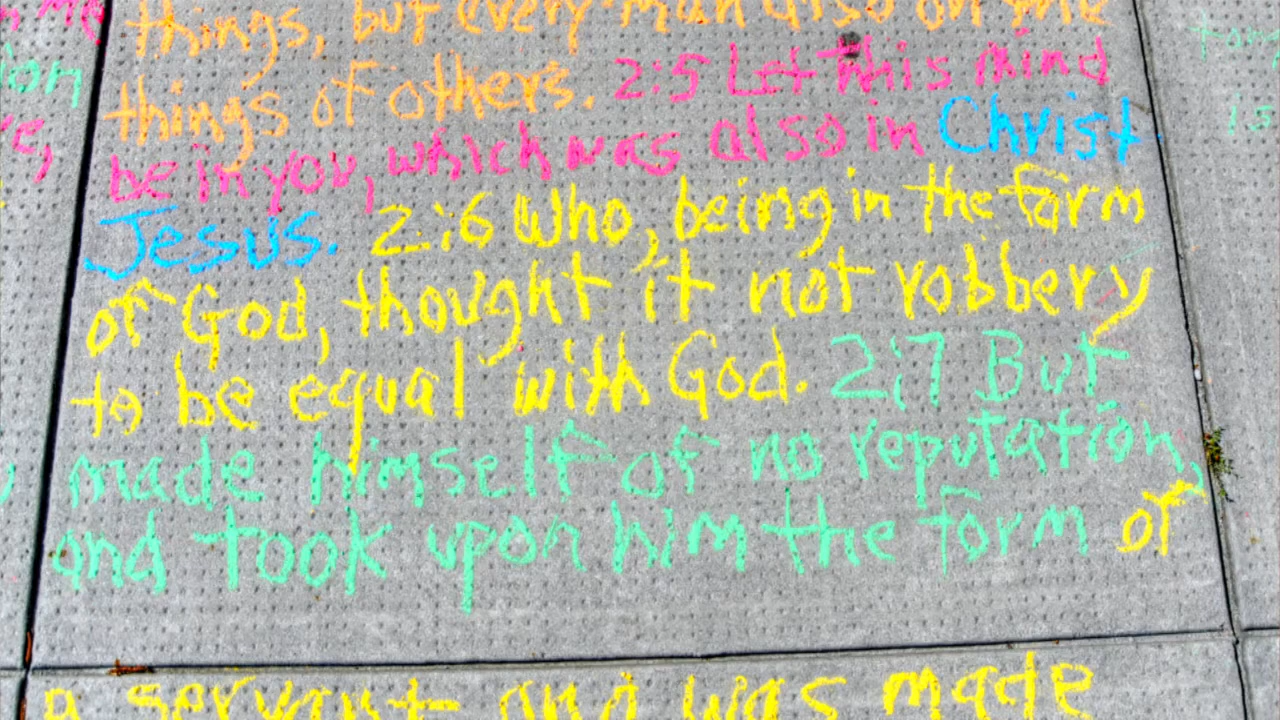 things, but every man also on the
things of others. 2:5 Let this mind
be in you, which was also in Christ
Jesus. 2:6 Who, being in the form
of God, thought it not robbery
to be equal with God. 2:7 But
made himself of no reputation,
and took upon him the form of
a servant and was made
me
ion
e,
is